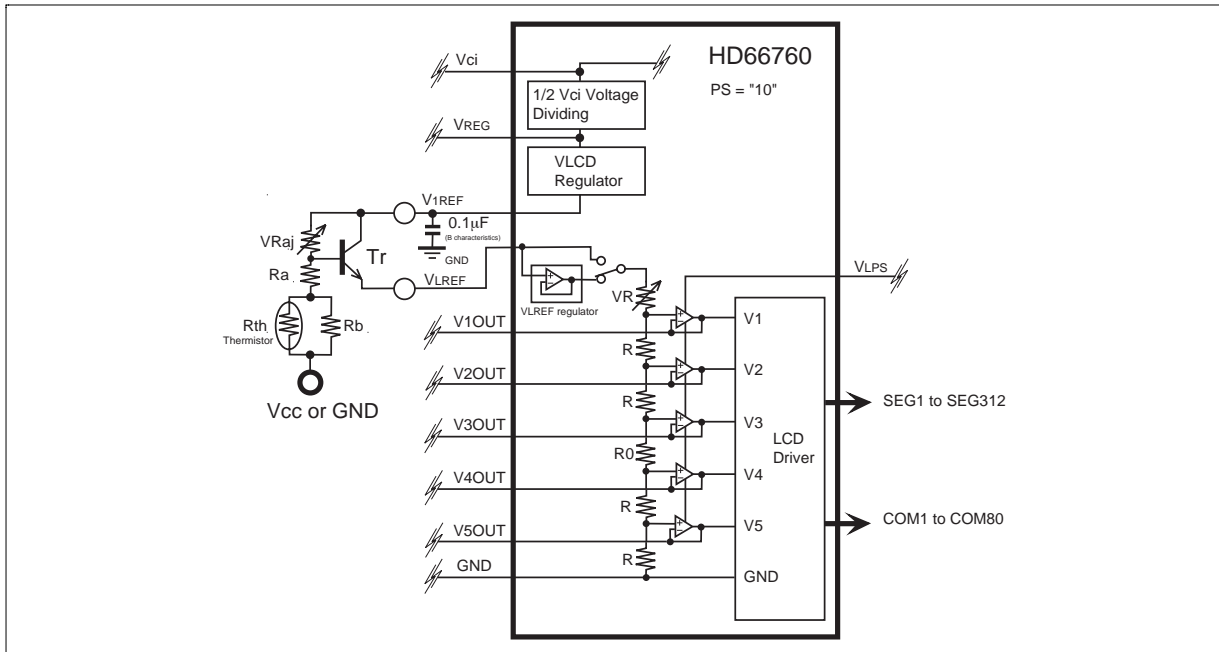 HD66760
PS = "10"
Vci
1/2 Vci Voltage
Dividing
VREG
VLCD
Regulator
V1REF
0.1μF
(B characteristics)
GND
VRaj
Tr
Ra
VLREF
VLREF regulator
VR
VLPS
Rth
Thermistor
Rb
Vcc or GND
V1OUT
V1
R
V2OUT
V2
R
V3OUT
V3
R0
LCD
Driver
V4OUT
V4
R
V5OUT
V5
R
GND
GND
SEG1 to SEG312
COM1 to COM80